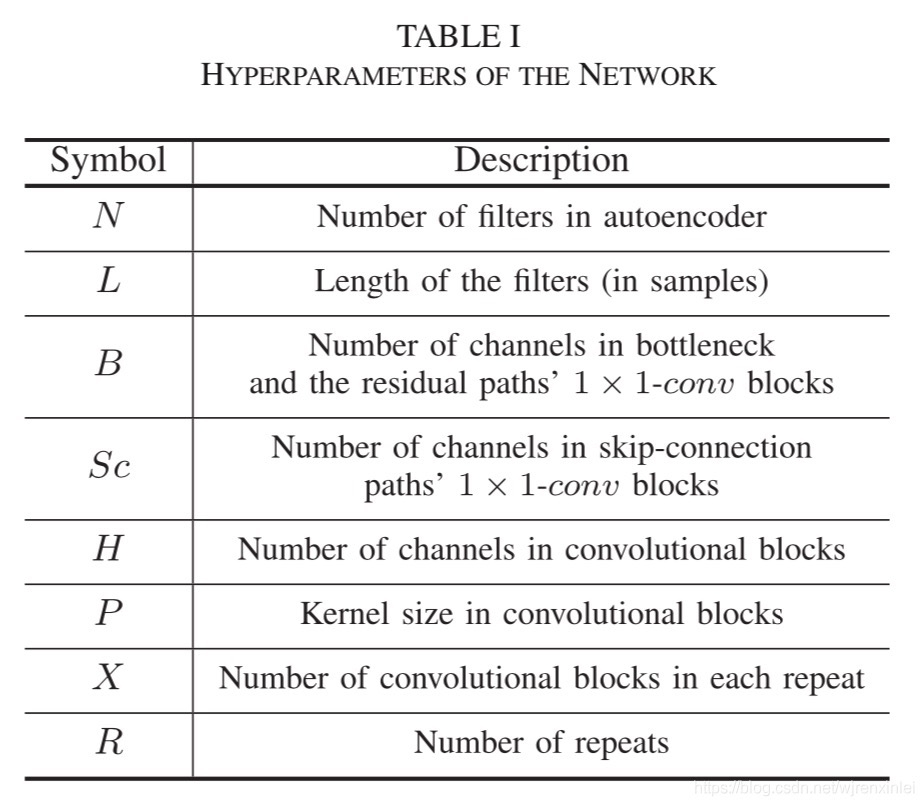 TABLE I
HYPERPARAMETERS OF THE NETWORK
Symbol Description
N Number of filters in autoencoder
L Length of the filters (in samples)
B Number of channels in bottleneck
and the residual paths’ 1 × 1-conv blocks
Sc Number of channels in skip-connection
paths’ 1 × 1-conv blocks
H Number of channels in convolutional blocks
P Kernel size in convolutional blocks
X Number of convolutional blocks in each repeat
R Number of repeats
https://blog.csdn.net/wjrenxinlei